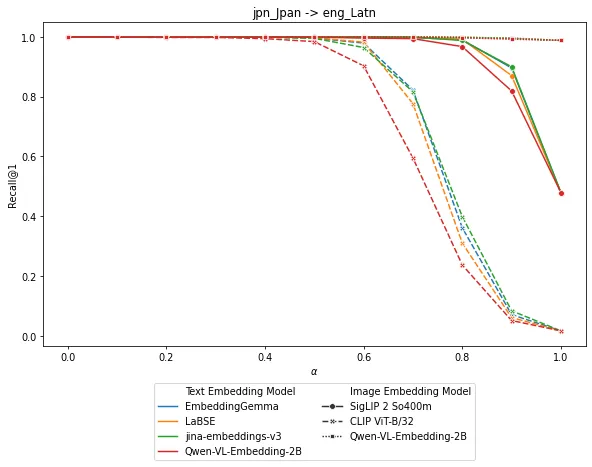 jpn_Jpan -> eng_Latn
Recall@1
1.0
0.8
0.6
0.4
0.2
0.0
0.0 0.2 0.4 0.6 0.8 1.0
α
Text Embedding Model
EmbeddingGemma
LaBSE
jina-embeddings-v3
Qwen-VL-Embedding-2B
Image Embedding Model
SigLIP 2 So400m
CLIP ViT-B/32
Qwen-VL-Embedding-2B